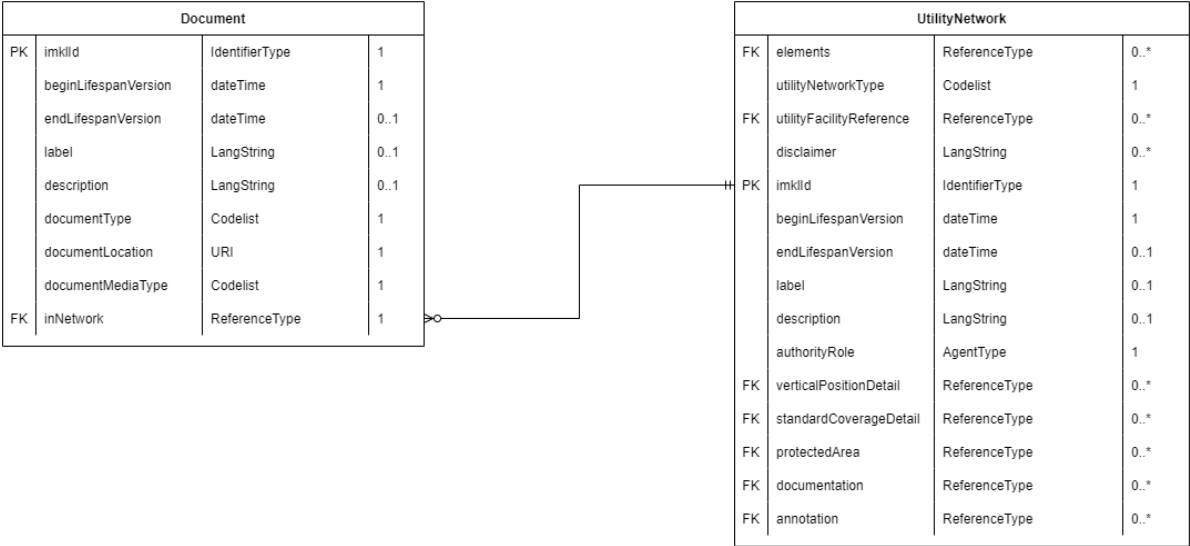 Document
PK imklId IdentifierType 1
beginLifespanVersion dateTime 1
endLifespanVersion dateTime 0..1
label LangString 0..1
description LangString 0..1
documentType Codelist 1
documentLocation URI 1
documentMediaType Codelist 1
FK inNetwork ReferenceType 1
UtilityNetwork
FK elements ReferenceType 0..*
utilityNetworkType Codelist 1
FK utilityFacilityReference ReferenceType 0..*
disclaimer LangString 0..*
PK imklId IdentifierType 1
beginLifespanVersion dateTime 1
endLifespanVersion dateTime 0..1
label LangString 0..1
description LangString 0..1
authorityRole AgentType 1
FK verticalPositionDetail ReferenceType 0..*
FK standardCoverageDetail ReferenceType 0..*
FK protectedArea ReferenceType 0..*
FK documentation ReferenceType 0..*
FK annotation ReferenceType 0..*